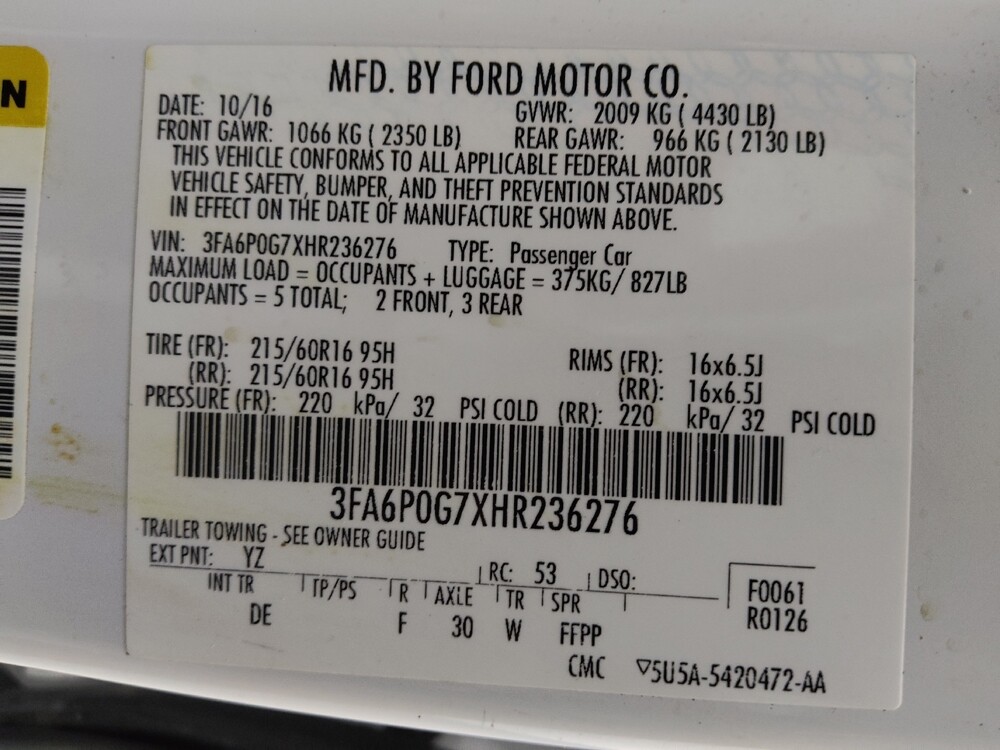 N
MFD. BY FORD MOTOR CO.
DATE: 10/16 GVWR: 2009 KG ( 4430 LB)
FRONT GAWR: 1066 KG ( 2350 LB) REAR GAWR: 966 KG ( 2130 LB)
THIS VEHICLE CONFORMS TO ALL APPLICABLE FEDERAL MOTOR
VEHICLE SAFETY, BUMPER, AND THEFT PREVENTION STANDARDS
IN EFFECT ON THE DATE OF MANUFACTURE SHOWN ABOVE.
VIN: 3FA6P0G7XHR236276 TYPE: Passenger Car
MAXIMUM LOAD = OCCUPANTS + LUGGAGE = 375KG/ 827LB
OCCUPANTS = 5 TOTAL; 2 FRONT, 3 REAR
TIRE (FR): 215/60R16 95H RIMS (FR): 16x6.5J
(RR): 215/60R16 95H (RR): 16x6.5J
PRESSURE (FR): 220 kPa/ 32 PSI COLD (RR): 220 kPa/ 32 PSI COLD
3FA6P0G7XHR236276
TRAILER TOWING - SEE OWNER GUIDE
EXT PNT: YZ RC: 53 DSO:
INT TR TP/PS R AXLE TR SPR F0061
DE F 30 W FFPP R0126
CMC ▽5U5A-5420472-AA